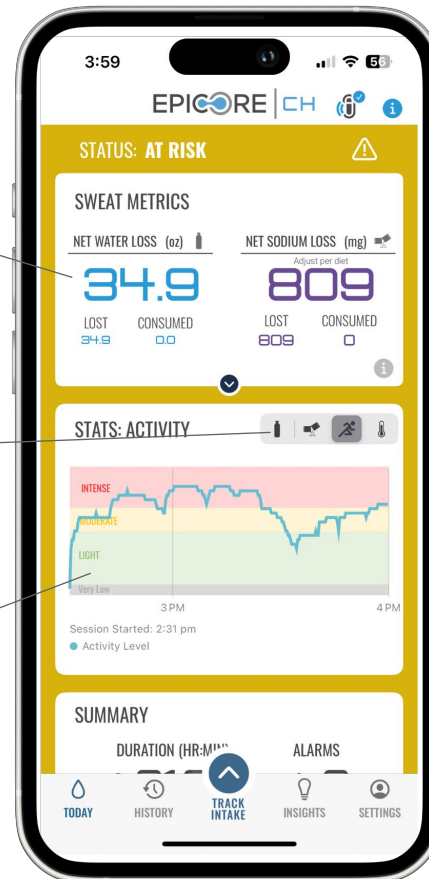 3:59
56
EPICORE | CH
STATUS: AT RISK
SWEAT METRICS
NET WATER LOSS (oz)
NET SODIUM LOSS (mg)
Adjust per diet
34.9
809
LOST CONSUMED
LOST CONSUMED
34.9 0.0
809 0
STATS: ACTIVITY
INTENSE
MODERATE
LIGHT
Very Low
3 PM 4 PM
Session Started: 2:31 pm
Activity Level
SUMMARY
DURATION (HR:MIN) ALARMS
TODAY HISTORY TRACK INTAKE INSIGHTS SETTINGS